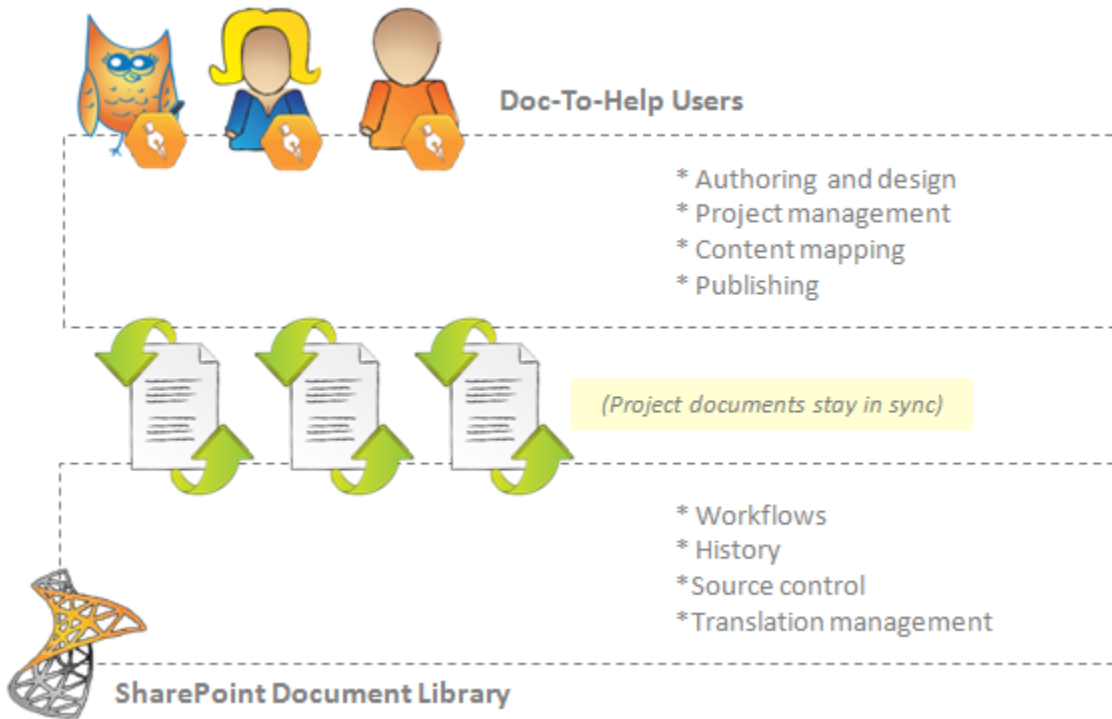 Doc-To-Help Users
* Authoring and design
* Project management
* Content mapping
* Publishing
(Project documents stay in sync)
* Workflows
* History
*Source control
*Translation management
SharePoint Document Library